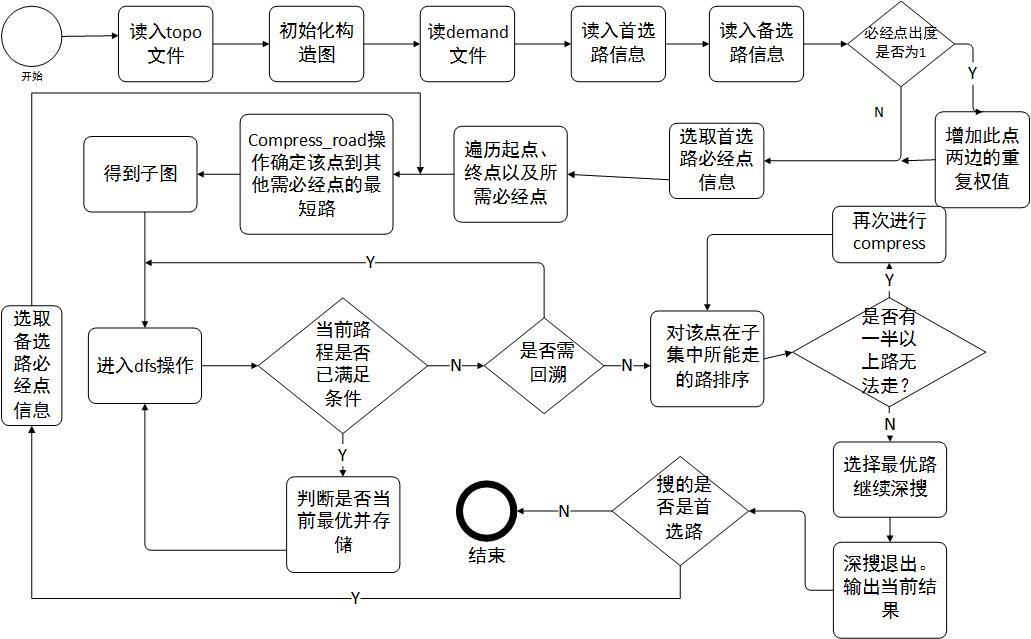 开始
读入topo
文件
初始化构
造图
读demand
文件
读入首选
路信息
读入备选
路信息
必经点出度
是否为1
Y
N
增加此点
两边的重
复权值
选取首选
路必经点
信息
遍历起点、
终点以及所
需必经点
Compress_road操
作确定该点到其
他需必经点的最
短路
得到子图
再次进行
compress
Y
Y
选取
备选
路必
经点
信息
进入dfs操作
当前路
程是否
已满足
条件
N
是否需
回溯
N
对该点在子
集中所能走
的路排序
是否有
一半以
上路无
法走?
N
Y
判断是否当
前最优并存
储
选择最优路
继续深搜
结束
N
搜的是
否是首
选路
深搜退出。
输出当前结
果
Y